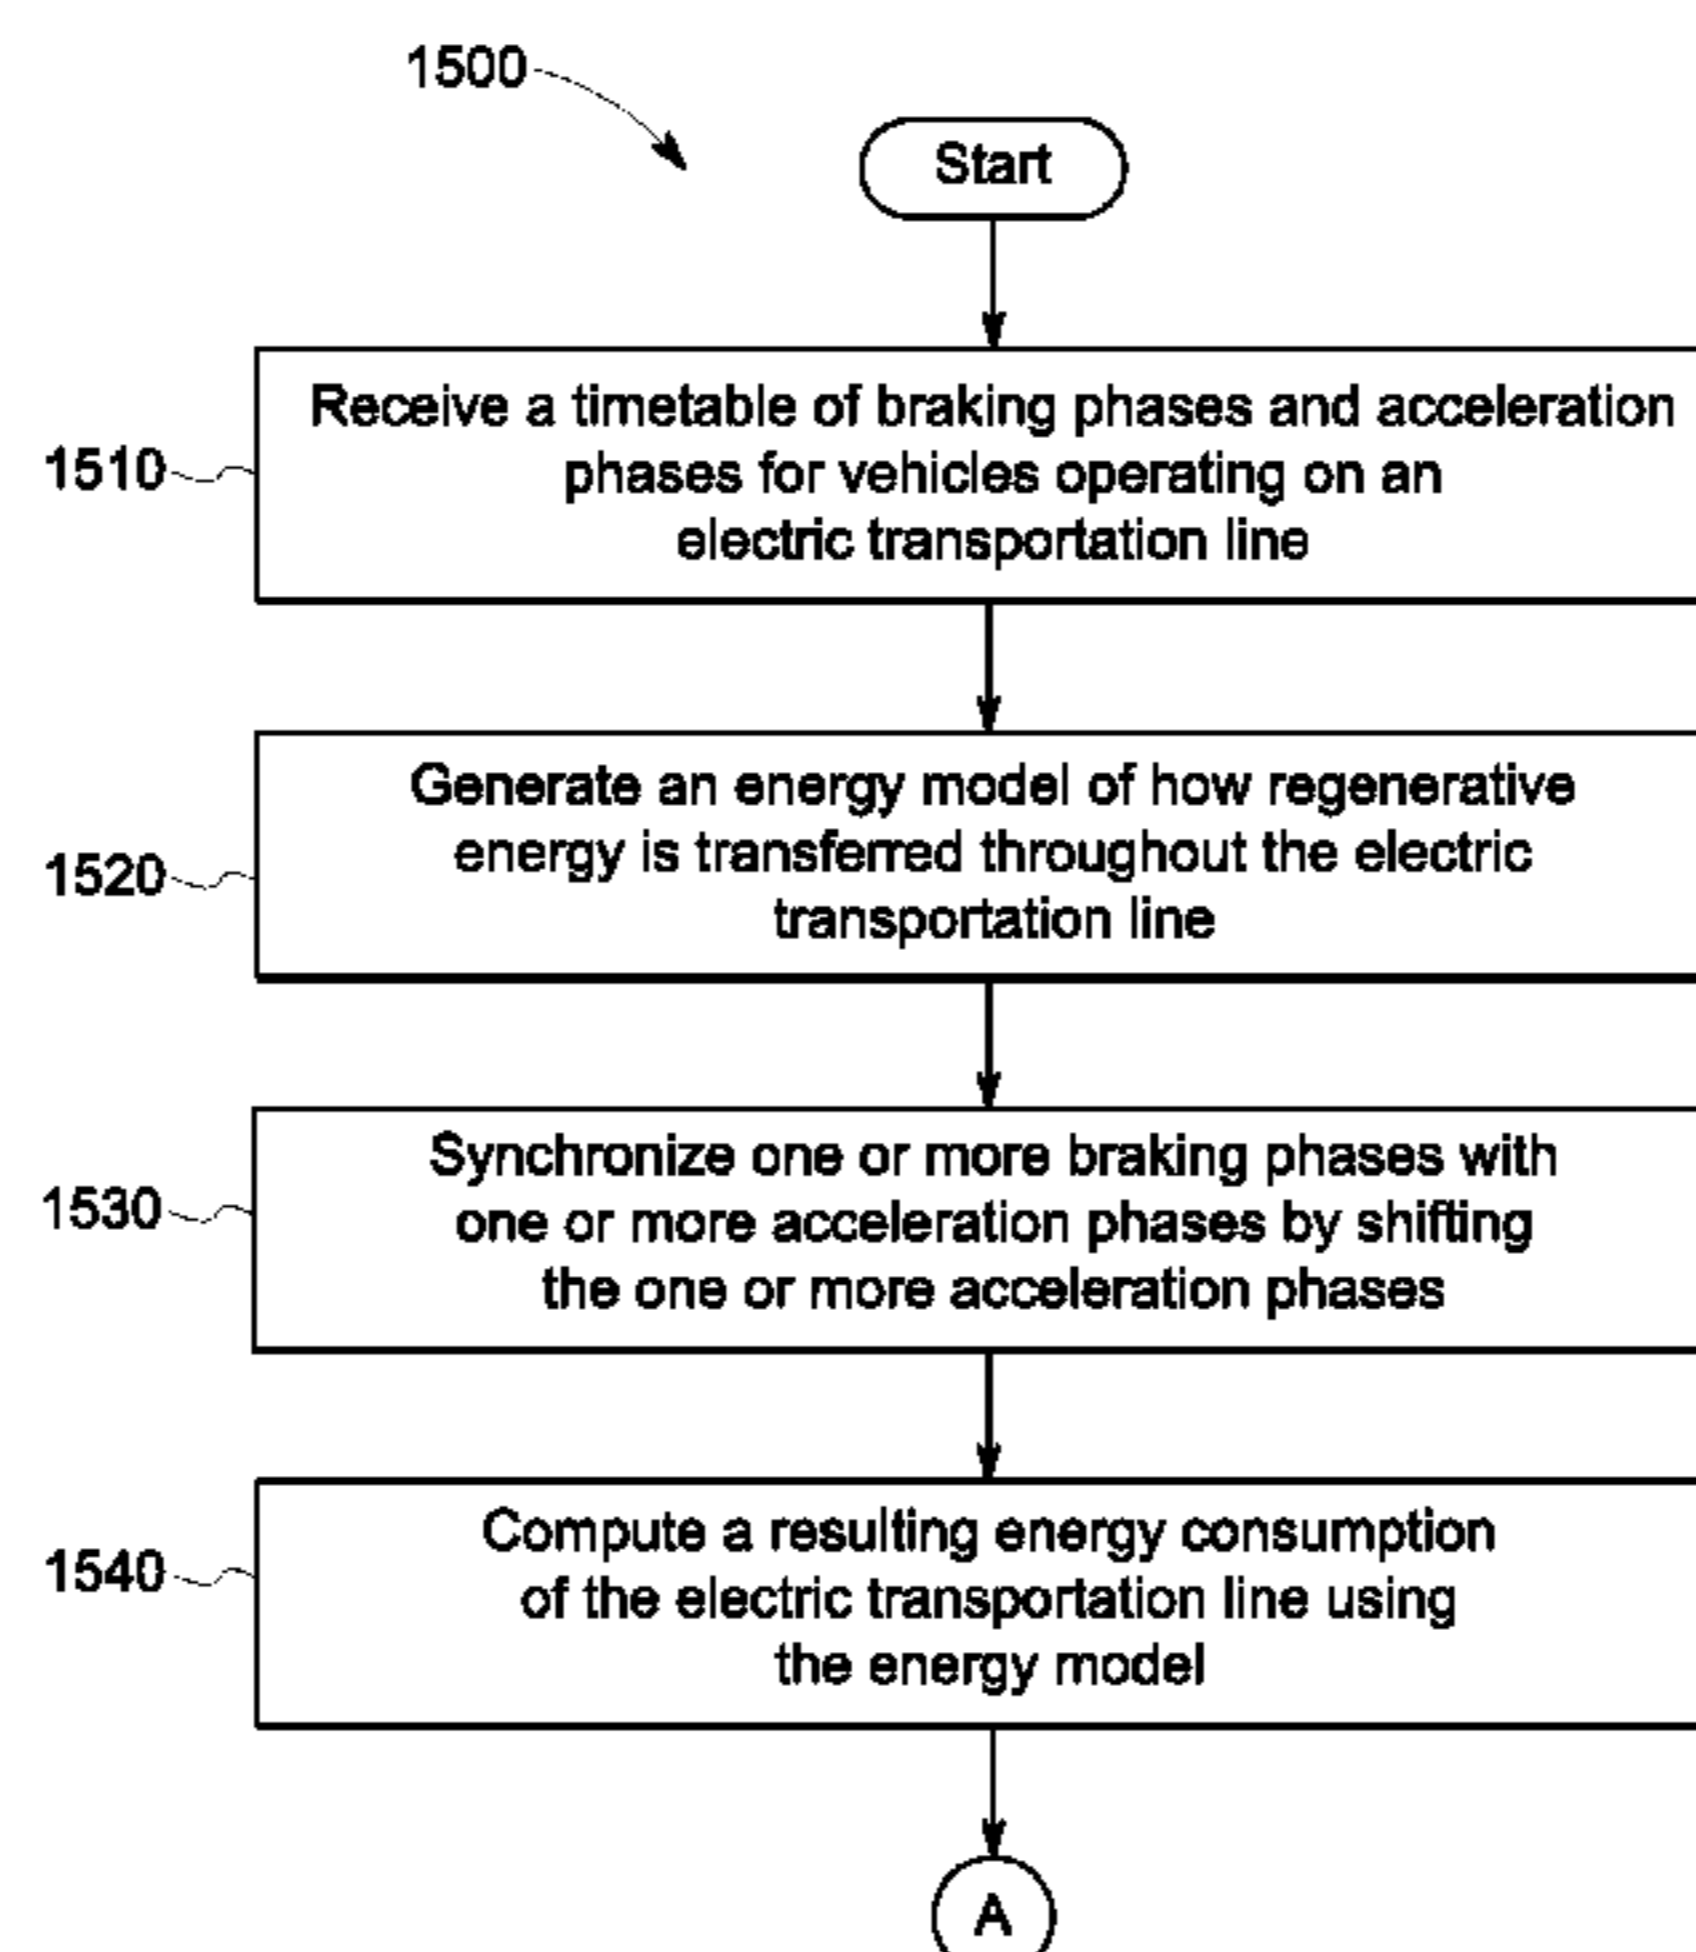 1500
Start
1510
Receive a timetable of braking phases and acceleration
phases for vehicles operating on an
electric transportation line
1520
Generate an energy model of how regenerative
energy is transferred throughout the electric
transportation line
1530
Synchronize one or more braking phases with
one or more acceleration phases by shifting
the one or more acceleration phases
1540
Compute a resulting energy consumption
of the electric transportation line using
the energy model
A